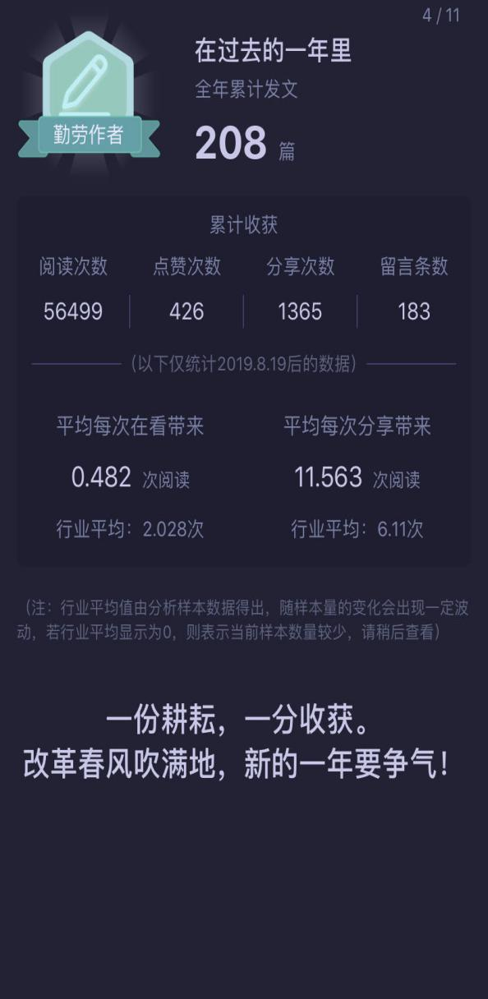 4 / 11
在过去的一年里
全年累计发文
勤劳作者
208 篇
累计收获
阅读次数 点赞次数 分享次数 留言条数
56499 426 1365 183
(以下仅统计2019.8.19后的数据)
平均每次在看带来 平均每次分享带来
0.482 次阅读 11.563 次阅读
行业平均：2.028次 行业平均：6.11次
（注：行业平均值由分析样本数据得出，随样本量的变化会出现一定波
动，若行业平均显示为0，则表示当前样本数量较少，请稍后查看）
一份耕耘，一分收获。
改革春风吹满地，新的一年要争气！